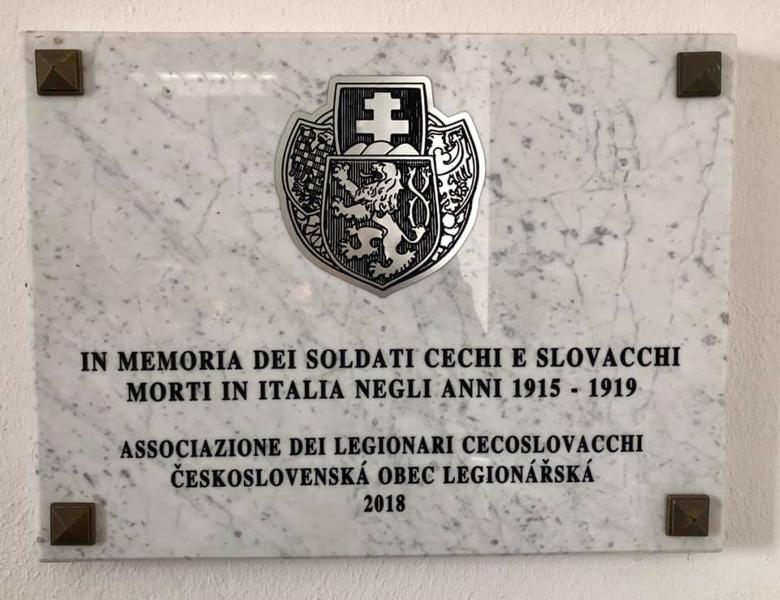 IN MEMORIA DEI SOLDATI CECHI E SLOVACCHI
MORTI IN ITALIA NEGLI ANNI 1915 - 1919
ASSOCIAZIONE DEI LEGIONARI CECOSLOVACCHI
ČESKOSLOVENSKÁ OBEC LEGIONÁŘSKÁ
2018